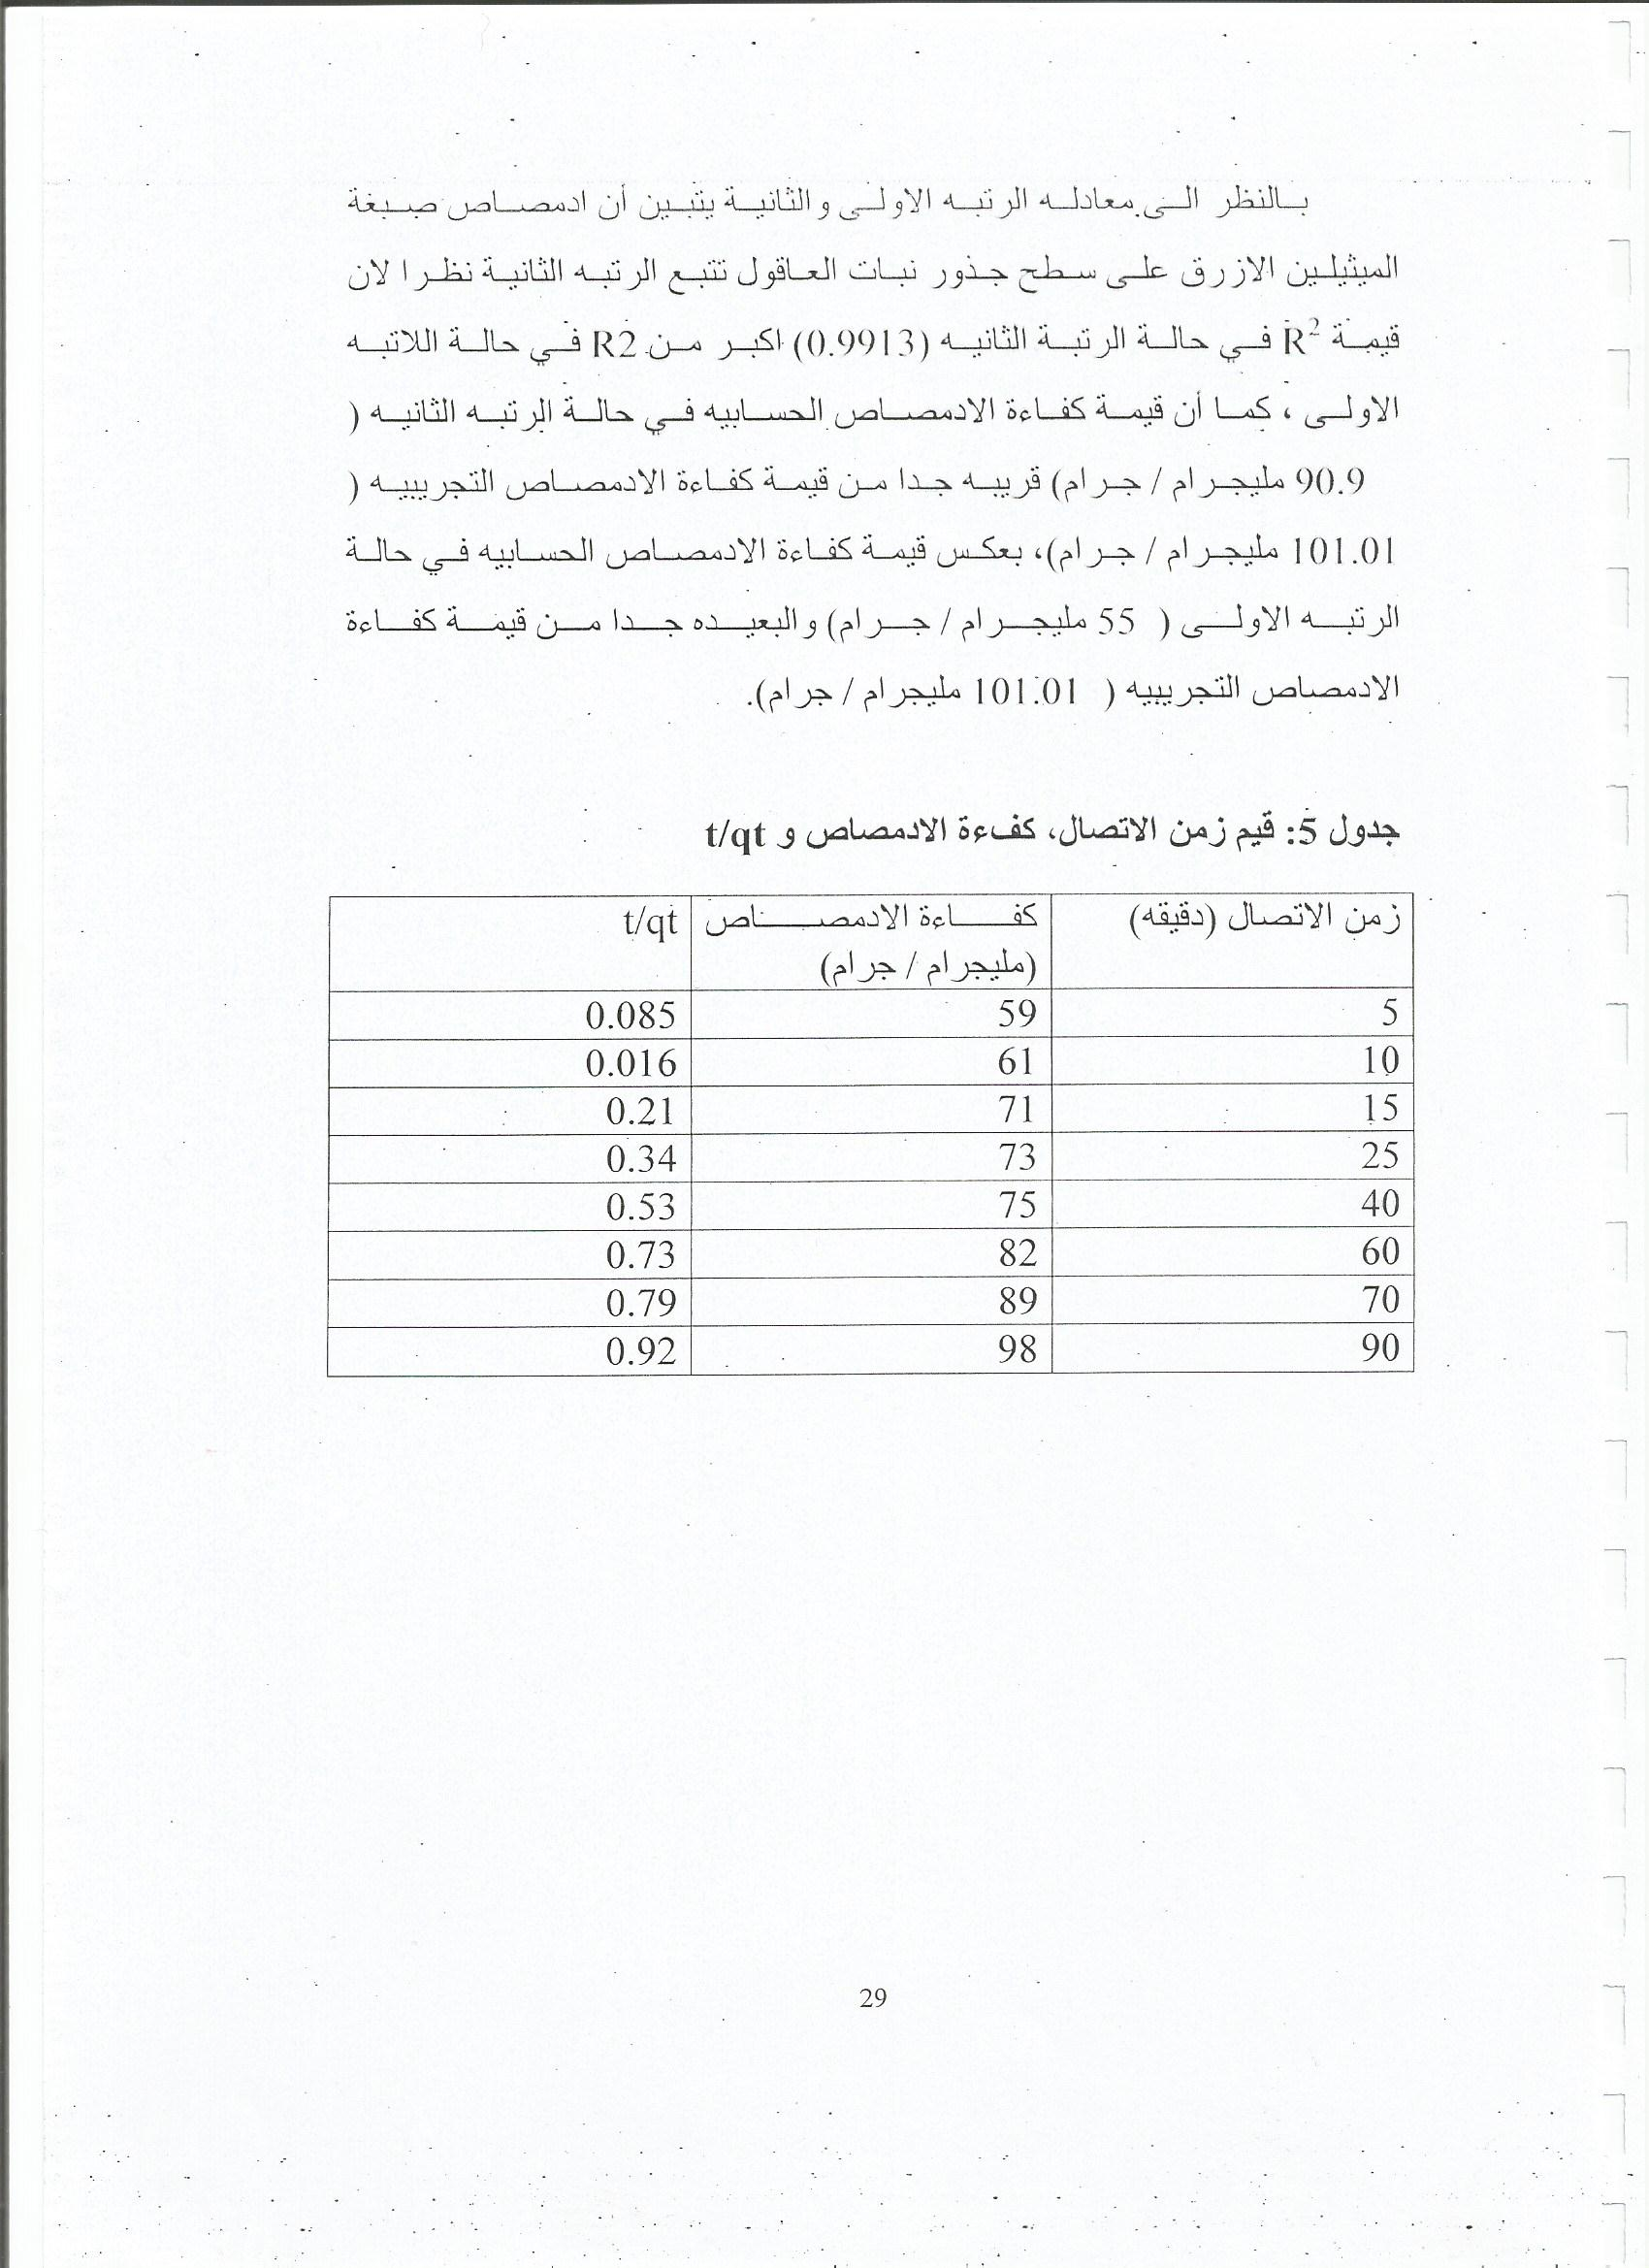 بالنظر الى معادله الرتبه الاولى والثانية يتبين أن ادمصاص صبغة
الميثيلين الازرق على سطح جذور نبات العاقول تتبع الرتبه الثانية نظرا لان
قيمة R² في حالة الرتبة الثانيه (0.9913) اكبر من R2 في حالة اللاتبه
الاولى ، كما أن قيمة كفاءة الادمصاص الحسابيه في حالة الرتبه الثانيه (
90.9 مليجرام / جرام) قريبه جدا من قيمة كفاءة الادمصاص التجريبيه (
101.01 مليجرام / جرام)، بعكس قيمة كفاءة الادمصاص الحسابيه في حالة
الرتبه الاولى ( 55 مليجرام / جرام) والبعيده جدا من قيمة كفاءة
الادمصاص التجريبيه ( 101.01 مليجرام / جرام).
جدول 5: قيم زمن الاتصال، كفءة الادمصاص و t/qt
زمن الاتصال (دقيقه) كفاءة الادمصاص t/qt
(مليجرام / جرام)
5 59 0.085
10 61 0.016
15 71 0.21
25 73 0.34
40 75 0.53
60 82 0.73
70 89 0.79
90 98 0.92
29